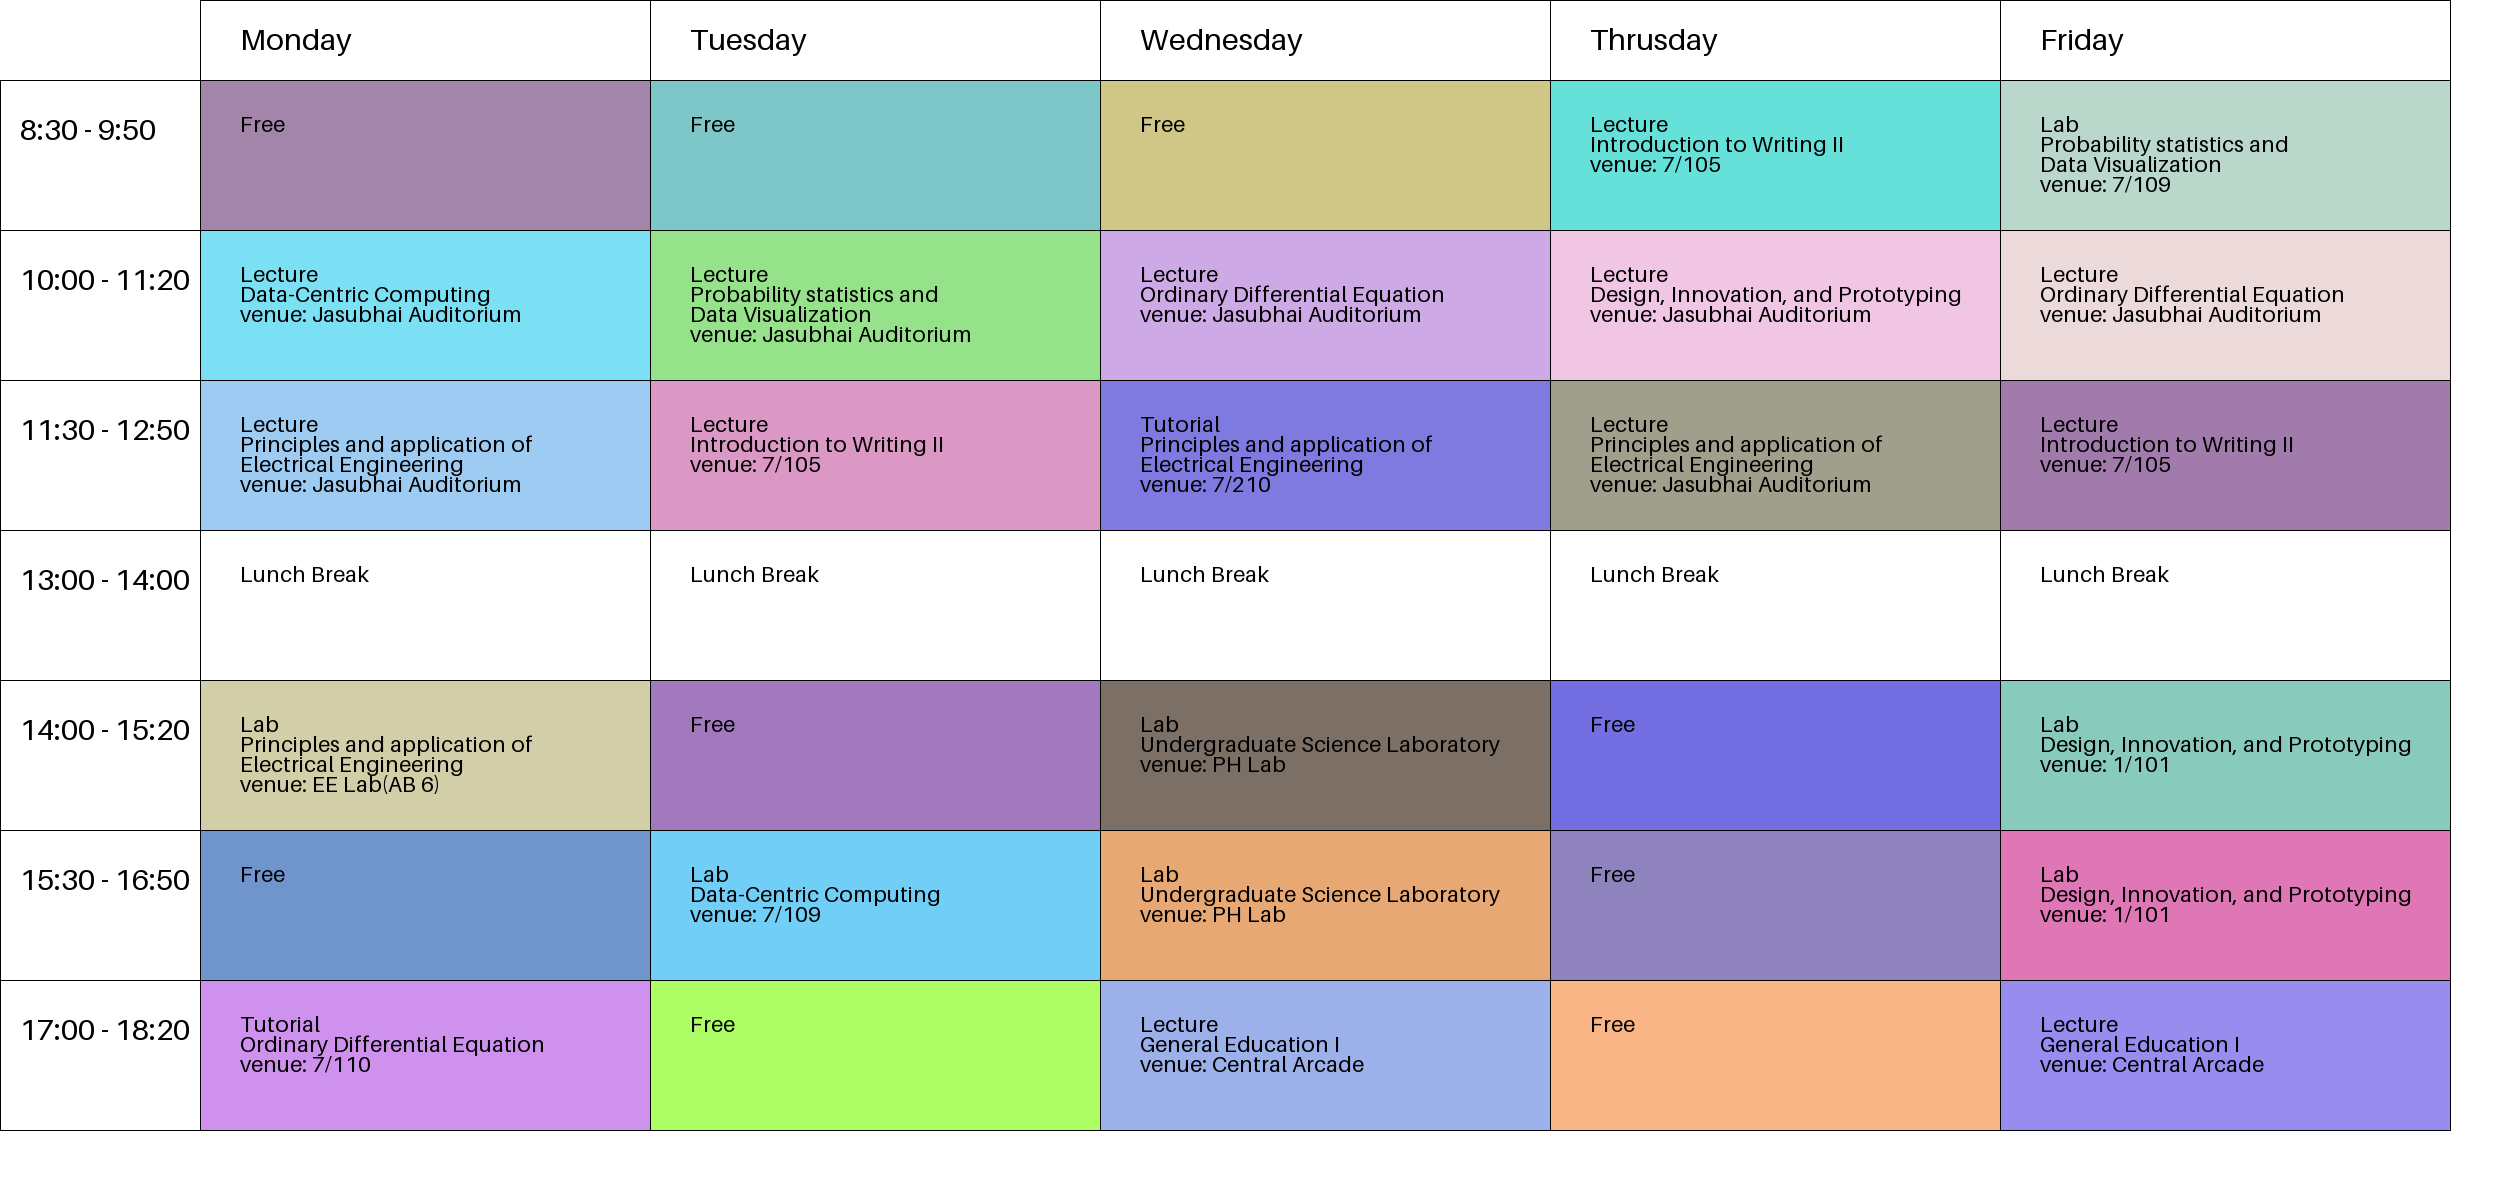 Monday
Tuesday
Wednesday
Thrusday
Friday
8:30 - 9:50
Free
Free
Free
Lecture
Introduction to Writing II
venue: 7/105
Lab
Probability statistics and
Data Visualization
venue: 7/109
10:00 - 11:20
Lecture
Data-Centric Computing
venue: Jasubhai Auditorium
Lecture
Probability statistics and
Data Visualization
venue: Jasubhai Auditorium
Lecture
Ordinary Differential Equation
venue: Jasubhai Auditorium
Lecture
Design, Innovation, and Prototyping
venue: Jasubhai Auditorium
Lecture
Ordinary Differential Equation
venue: Jasubhai Auditorium
11:30 - 12:50
Lecture
Principles and application of
Electrical Engineering
venue: Jasubhai Auditorium
Lecture
Introduction to Writing II
venue: 7/105
Tutorial
Principles and application of
Electrical Engineering
venue: 7/210
Lecture
Principles and application of
Electrical Engineering
venue: Jasubhai Auditorium
Lecture
Introduction to Writing II
venue: 7/105
13:00 - 14:00
Lunch Break
Lunch Break
Lunch Break
Lunch Break
Lunch Break
14:00 - 15:20
Lab
Principles and application of
Electrical Engineering
venue: EE Lab(AB 6)
Free
Lab
Undergraduate Science Laboratory
venue: PH Lab
Free
Lab
Design, Innovation, and Prototyping
venue: 1/101
15:30 - 16:50
Free
Lab
Data-Centric Computing
venue: 7/109
Lab
Undergraduate Science Laboratory
venue: PH Lab
Free
Lab
Design, Innovation, and Prototyping
venue: 1/101
17:00 - 18:20
Tutorial
Ordinary Differential Equation
venue: 7/110
Free
Lecture
General Education I
venue: Central Arcade
Free
Lecture
General Education I
venue: Central Arcade